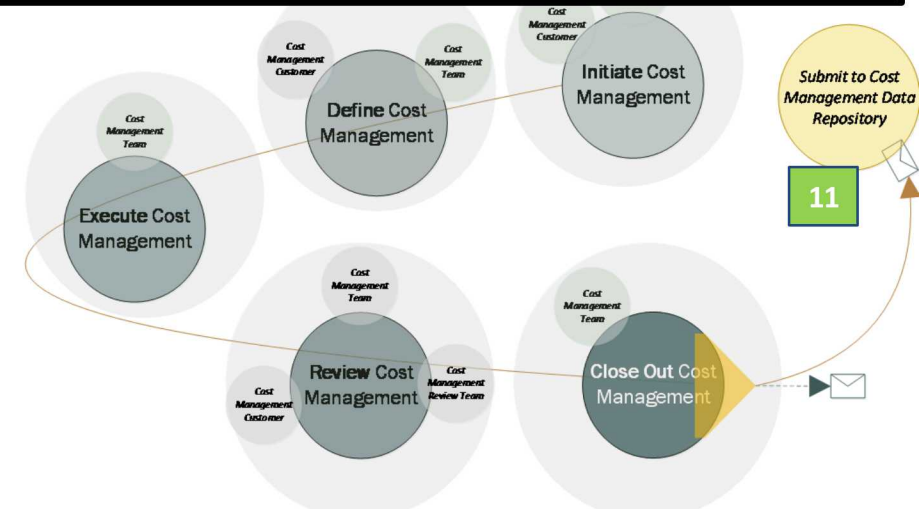 Cost
Management
Customer
Cost
Management
Team
Cost
Management
Customer
Initiate Cost
Management
Submit to Cost
Management Data
Repository
Define Cost
Management
Cost
Management
Team
Execute Cost
Management
11
Cost
Management
Team
Cost
Management
Team
Review Cost
Management
Cost
Management
Review Team
Cost
Management
Customer
Close Out Cost
Management